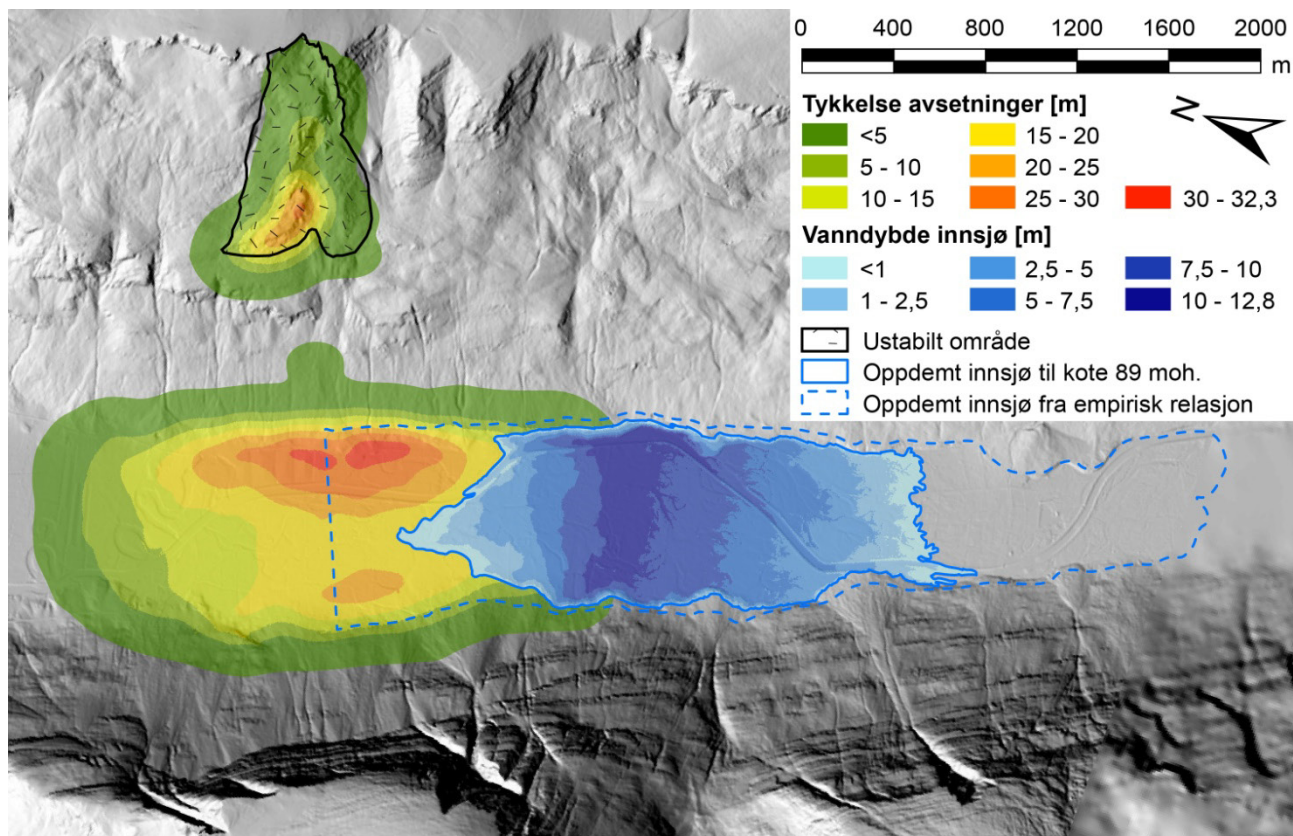 0 400 800 1200 1600 2000
m
Tykkelse avsetninger [m]
N
<5 15 - 20
5 - 10 20 - 25
10 - 15 25 - 30 30 - 32,3
Vanndybde innsjø [m]
<1 2,5 - 5 7,5 - 10
1 - 2,5 5 - 7,5 10 - 12,8
Ustabilt område
Oppdemt innsjø til kote 89 moh.
Oppdemt innsjø fra empirisk relasjon